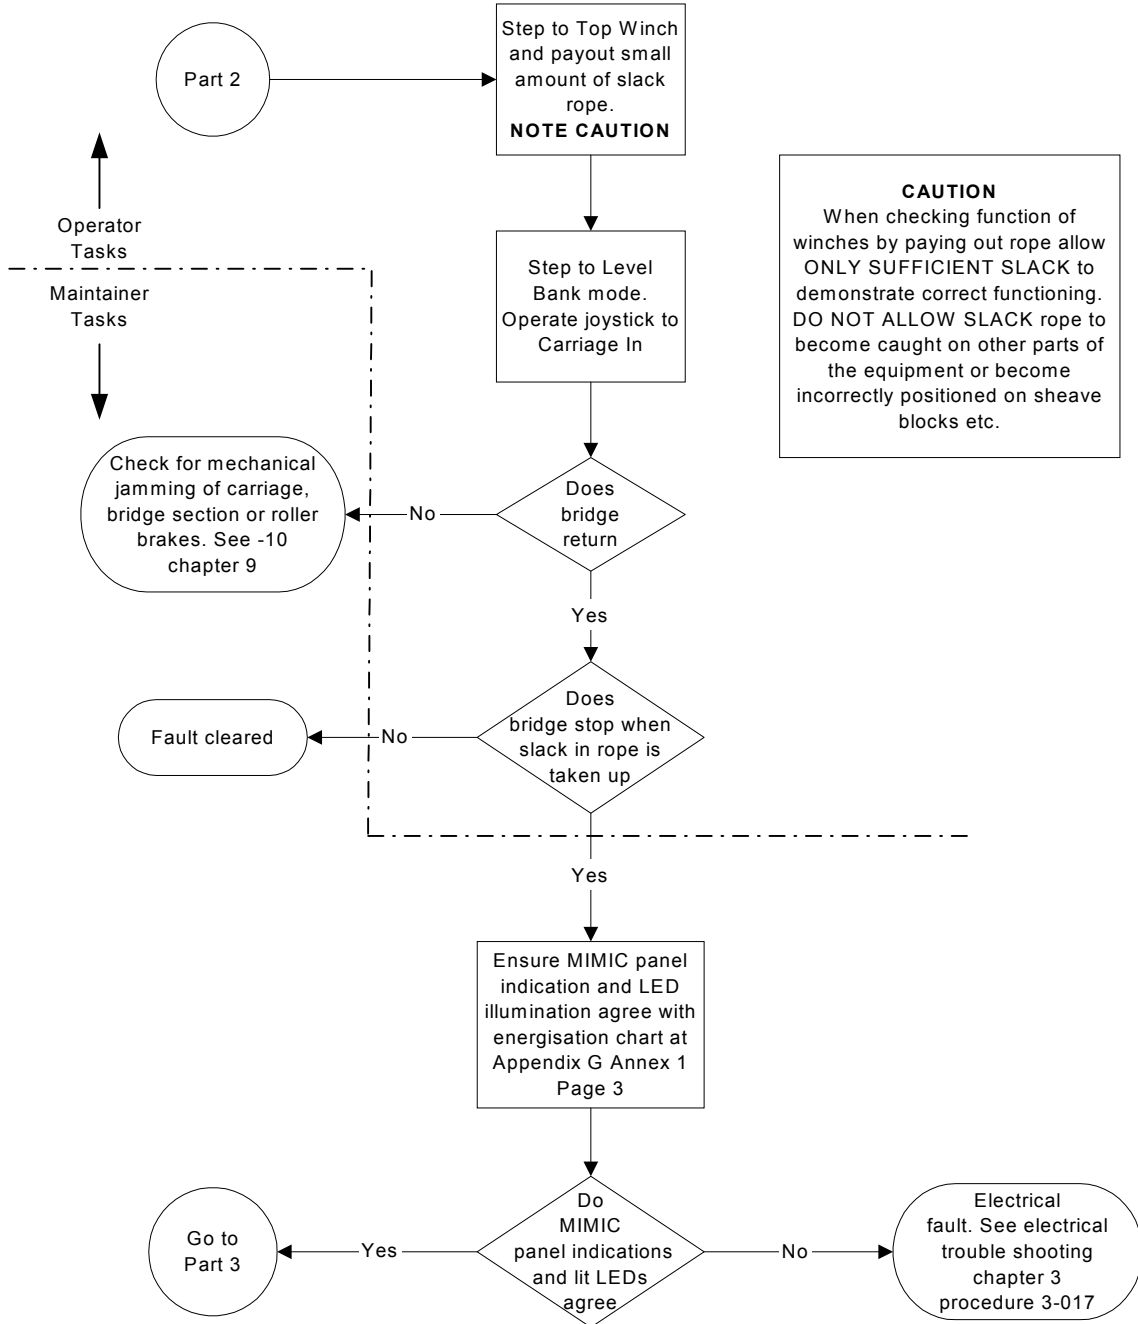 Part 2
Step to Top Winch
and payout small
amount of slack
rope.
NOTE CAUTION
Operator
Tasks
Maintainer
Tasks
CAUTION
When checking function of
winches by paying out rope allow
ONLY SUFFICIENT SLACK to
demonstrate correct functioning.
DO NOT ALLOW SLACK rope to
become caught on other parts of
the equipment or become
incorrectly positioned on sheave
blocks etc.
Step to Level
Bank mode.
Operate joystick to
Carriage In
Does
bridge
return
No
Check for mechanical
jamming of carriage,
bridge section or roller
brakes. See -10
chapter 9
Yes
Does
bridge stop when
slack in rope is
taken up
No
Fault cleared
Yes
Ensure MIMIC panel
indication and LED
illumination agree with
energisation chart at
Appendix G Annex 1
Page 3
Do
MIMIC
panel indications
and lit LEDs
agree
Yes
Go to
Part 3
No
Electrical
fault. See electrical
trouble shooting
chapter 3
procedure 3-017